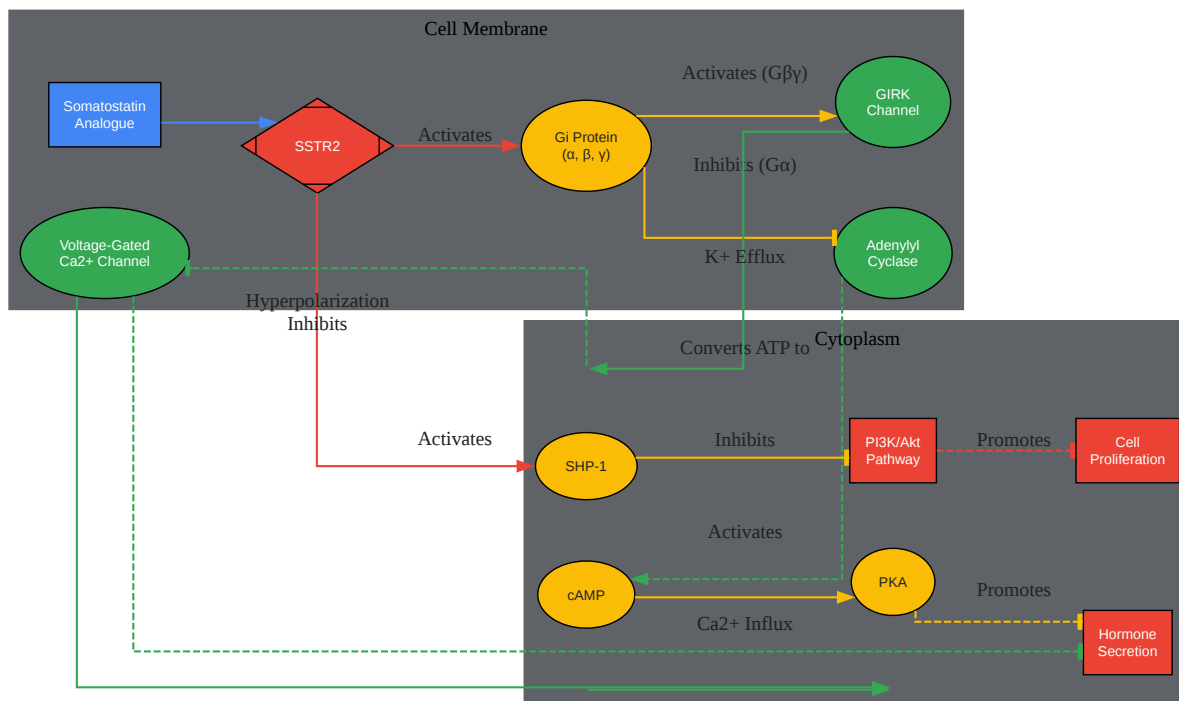 Cell Membrane
Activates (Gβγ)
GIRK
Channel
Somatostatin
Analogue
SSTR2
Activates
Gi Protein
(α, β, γ)
Inhibits (Gα)
Voltage-Gated
Ca2+ Channel
K+ Efflux
Adenylyl
Cyclase
Hyperpolarization
Inhibits
Cytoplasm
Converts ATP to
Activates
SHP-1
Inhibits
PI3K/Akt
Pathway
Promotes
Cell
Proliferation
Activates
cAMP
PKA
Promotes
Ca2+ Influx
Hormone
Secretion